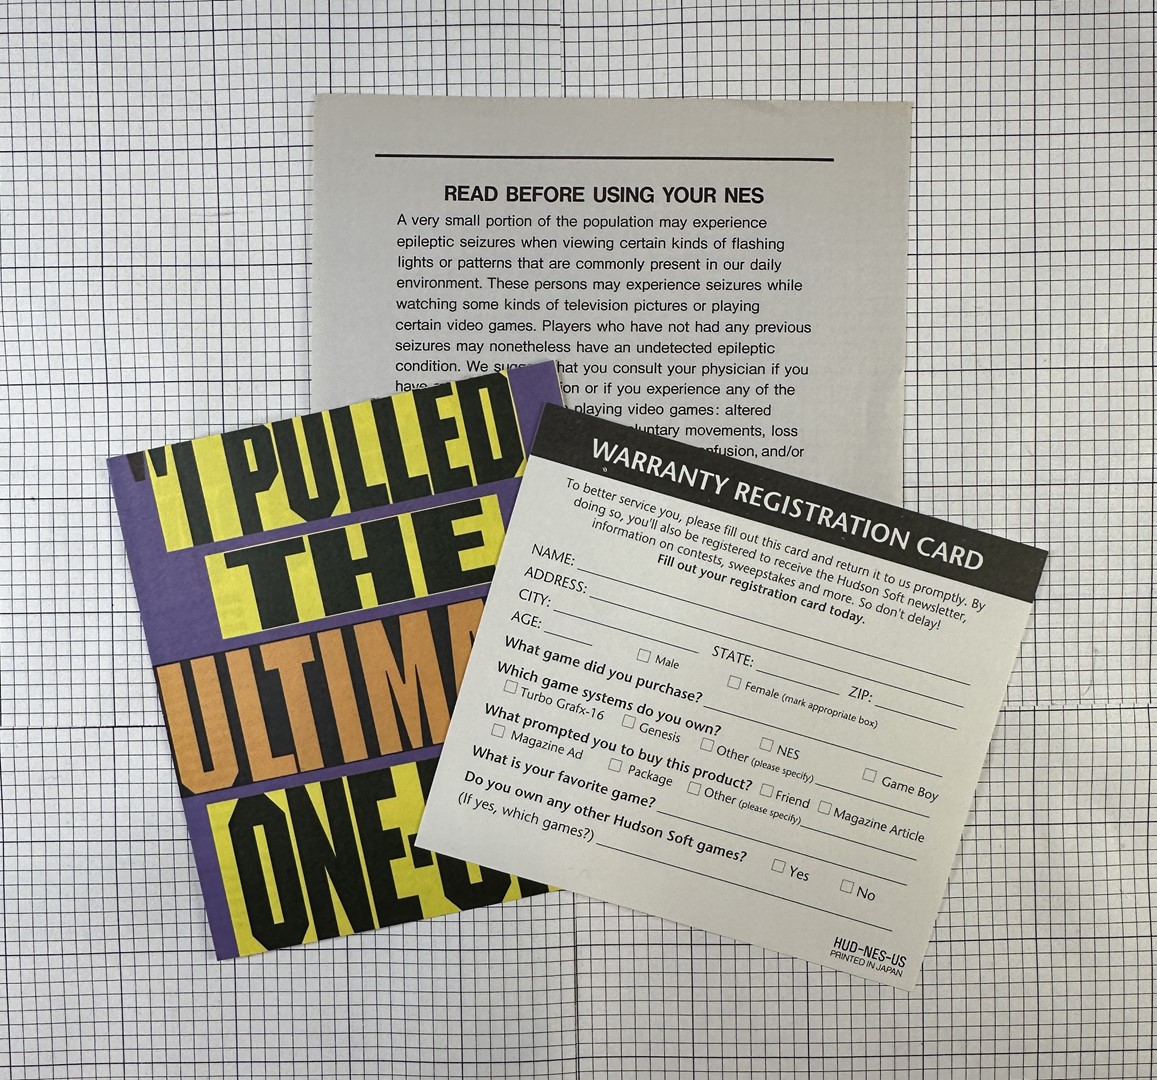 READ BEFORE USING YOUR NES
A very small portion of the population may experience
epileptic seizures when viewing certain kinds of flashing
lights or patterns that are commonly present in our daily
environment. These persons may experience seizures while
watching some kinds of television pictures or playing
certain video games. Players who have not had any previous
seizures may nonetheless have an undetected epileptic
condition. We that you consult your physician if you
have or if you experience any of the
playing video games: altered
movements, loss
and/or
"I PULLED
THE
ONE-
WARRANTY REGISTRATION CARD
To better service you, please fill out this card and return it to us promptly. By
doing so, you'll also be registered to receive the Hudson Soft newsletter,
information on contests, sweepstakes and more. So don't delay!
Fill out your registration card today.
NAME:
ADDRESS:
CITY: STATE: ZIP:
AGE: Male Female (mark appropriate box)
What game did you purchase?
Which game systems do you own? NES Game Boy
Turbo Grafx-16 Genesis Other (please specify)
What prompted you to buy this product? Friend Magazine Article
Magazine Ad Package Other (please specify)
What is your favorite game?
Do you own any other Hudson Soft games? Yes No
(If yes, which games?)
HUD-NES-US
PRINTED IN JAPAN